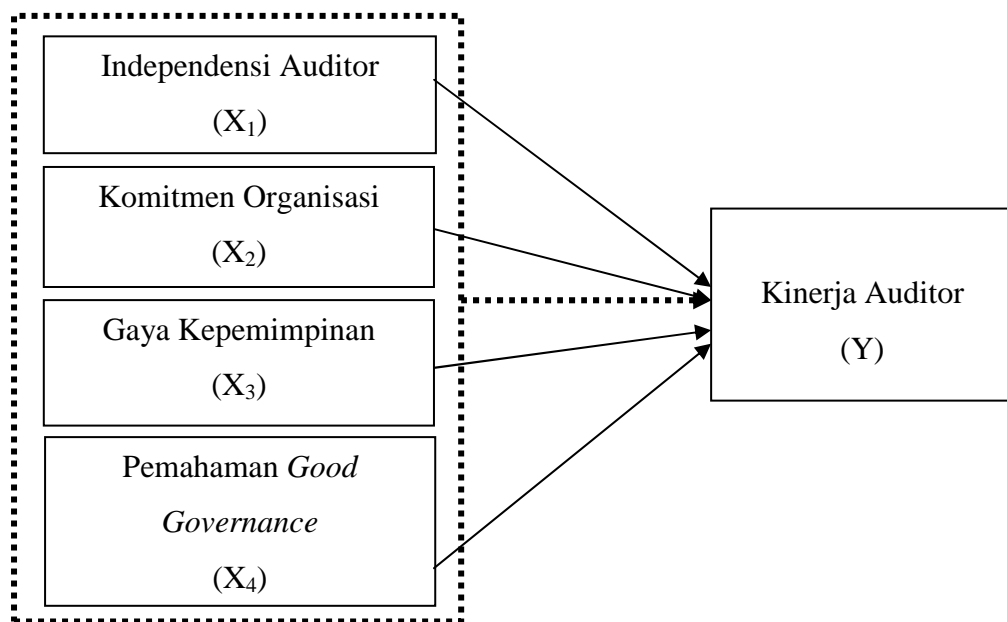 Independensi Auditor
(X₁)
Komitmen Organisasi
(X₂)
Gaya Kepemimpinan
(X₃)
Pemahaman Good
Governance
(X₄)
Kinerja Auditor
(Y)